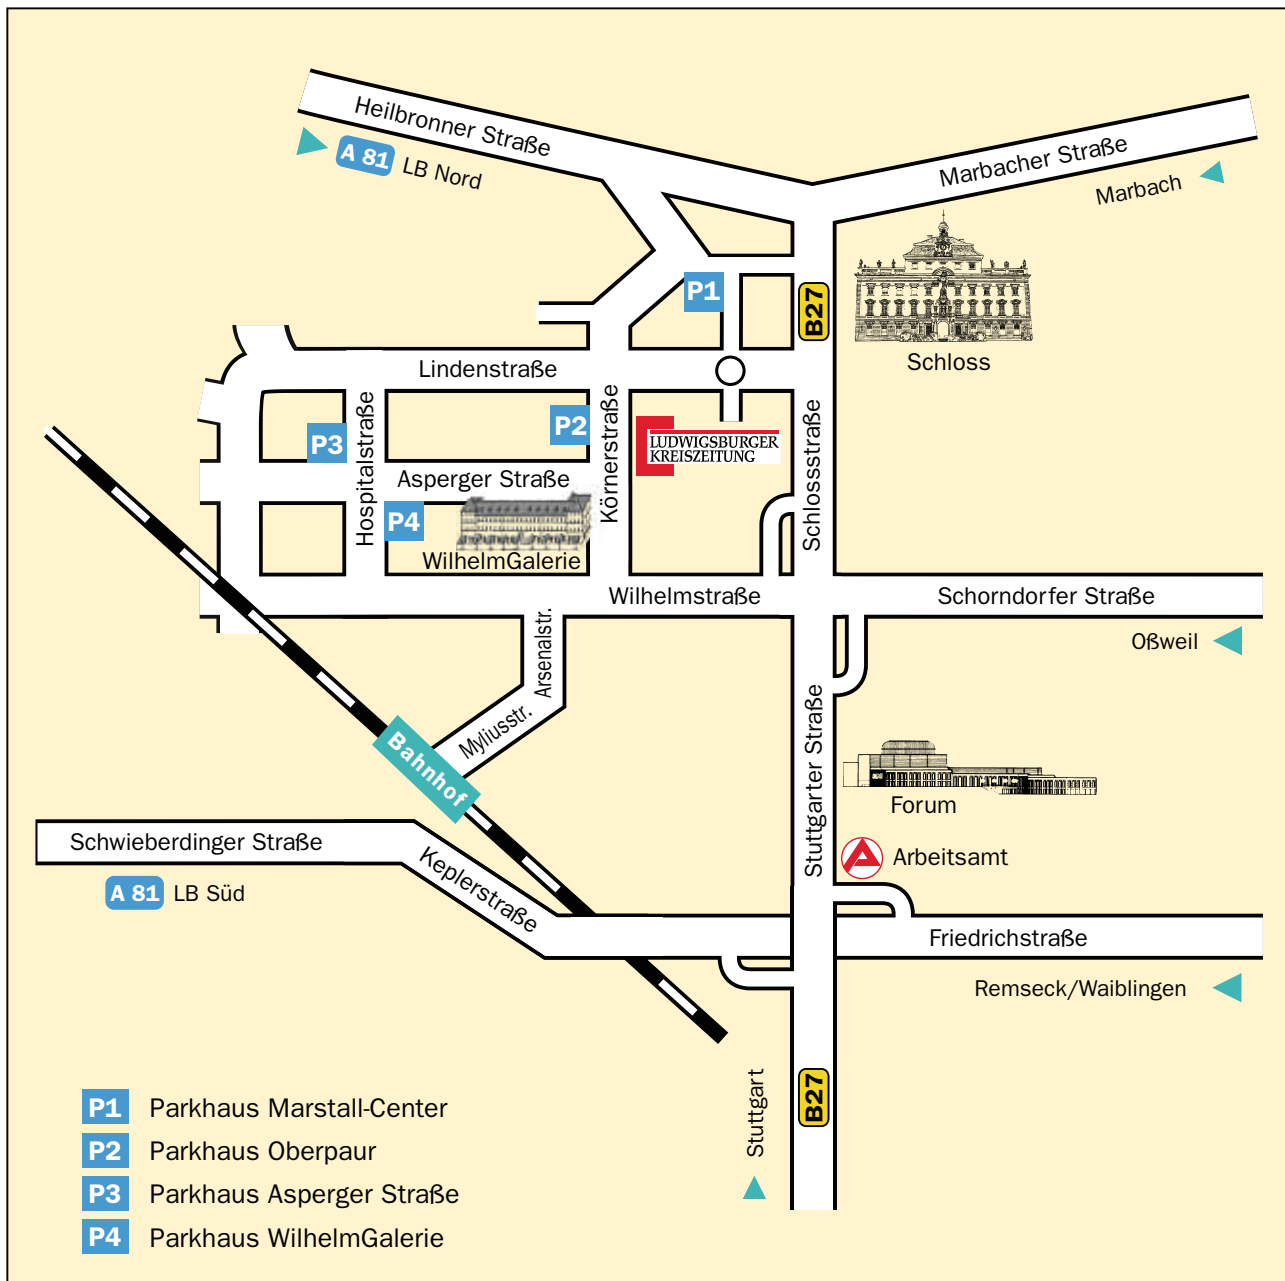 Heilbronner Straße
A 81 LB Nord
Marbacher Straße
Marbach
P1
B27
Schloss
Lindenstraße
Hospitalstraße
Körnerstraße
Schlossstraße
P2
P3
LUDWIGSBURGER
KREISZEITUNG
Asperger Straße
P4
WilhelmGalerie
Wilhelmstraße
Schorndorfer Straße
Oßweil
Arsenalstr.
Myliusstr.
Bahnhof
Stuttgarter Straße
Forum
Schwieberdinger Straße
A 81 LB Süd
Keplerstraße
Arbeitsamt
Friedrichstraße
Remseck/Waiblingen
Stuttgart
B27
P1 Parkhaus Marstall-Center
P2 Parkhaus Oberpaur
P3 Parkhaus Asperger Straße
P4 Parkhaus WilhelmGalerie